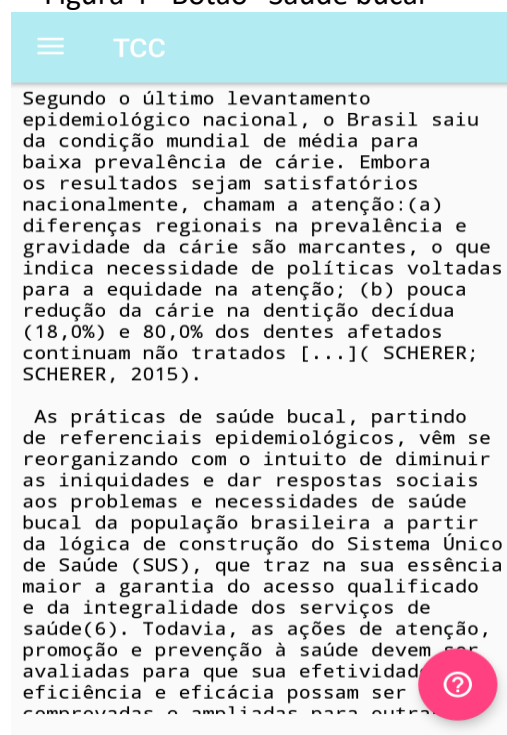 TCC
Segundo o último levantamento
epidemiológico nacional, o Brasil saiu
da condição mundial de média para
baixa prevalência de cárie. Embora
os resultados sejam satisfatórios
nacionalmente, chamam a atenção:(a)
diferenças regionais na prevalência e
gravidade da cárie são marcantes, o que
indica necessidade de políticas voltadas
para a equidade na atenção; (b) pouca
redução da cárie na dentição decídua
(18,0%) e 80,0% dos dentes afetados
continuam não tratados [...]( SCHERER;
SCHERER, 2015).
As práticas de saúde bucal, partindo
de referenciais epidemiológicos, vêm se
reorganizando com o intuito de diminuir
as iniquidades e dar respostas sociais
aos problemas e necessidades de saúde
bucal da população brasileira a partir
da lógica de construção do Sistema Único
de Saúde (SUS), que traz na sua essência
maior a garantia do acesso qualificado
e da integralidade dos serviços de
saúde(6). Todavia, as ações de atenção,
promoção e prevenção à saúde devem ser
avaliadas para que sua efetividade
eficiência e eficácia possam ser